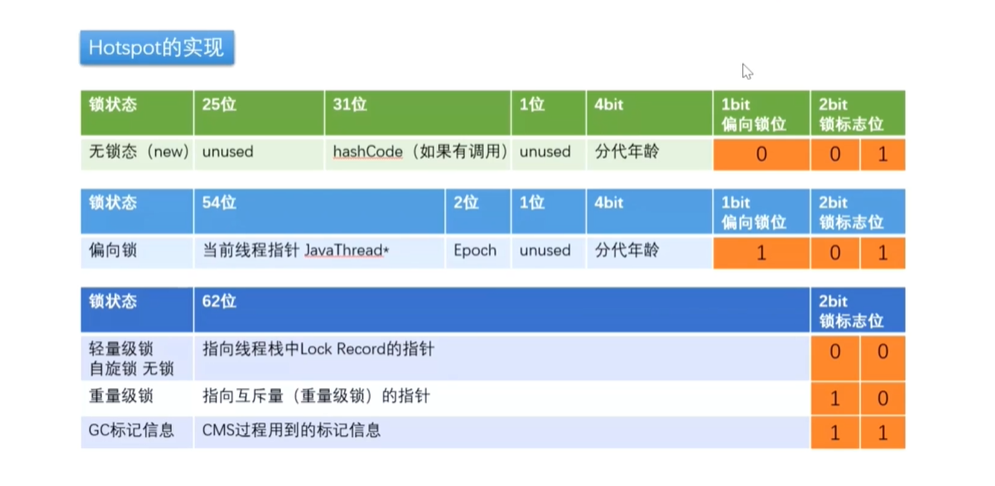 Hotspot的实现
锁状态 25位 31位 1位 4bit 1bit 2bit
偏向锁位 锁标志位
无锁态（new） unused hashCode（如果有调用） unused 分代年龄 0 0 1
锁状态 54位 2位 1位 4bit 1bit 2bit
偏向锁位 锁标志位
偏向锁 当前线程指针 JavaThread* Epoch unused 分代年龄 1 0 1
锁状态 62位 2bit
锁标志位
轻量级锁 指向线程栈中Lock Record的指针 0 0
自旋锁 无锁
重量级锁 指向互斥量（重量级锁）的指针 1 0
GC标记信息 CMS过程用到的标记信息 1 1